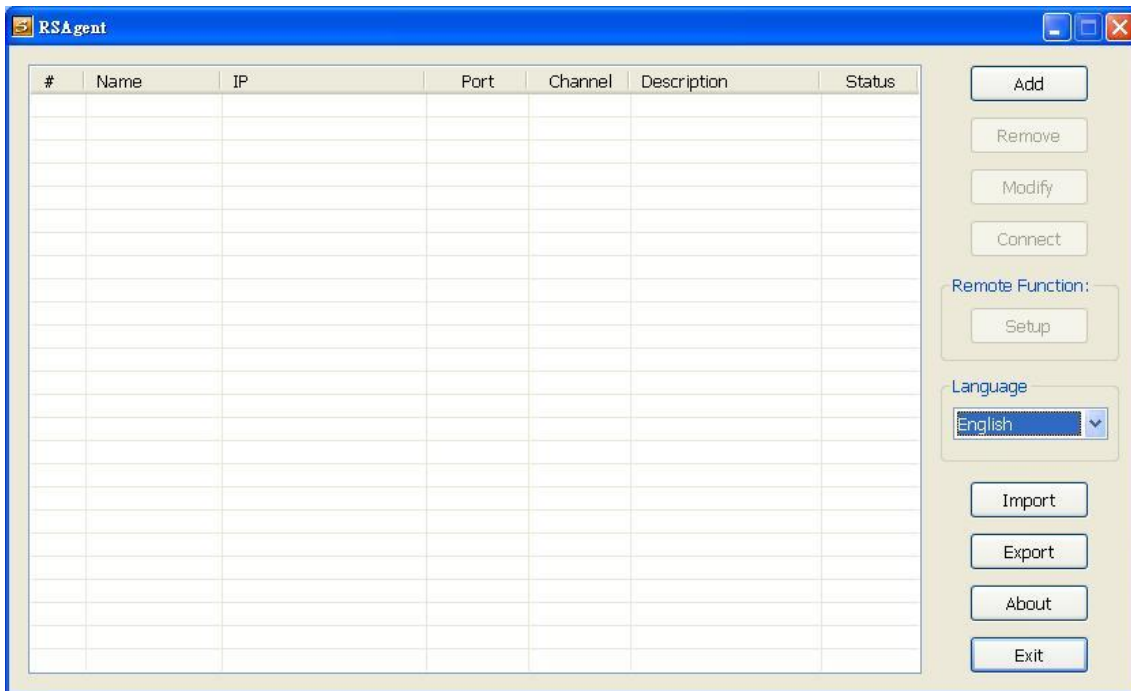 RSAgent
# Name IP Port Channel Description Status
Add
Remove
Modify
Connect
Remote Function:
Setup
Language
English
Import
Export
About
Exit